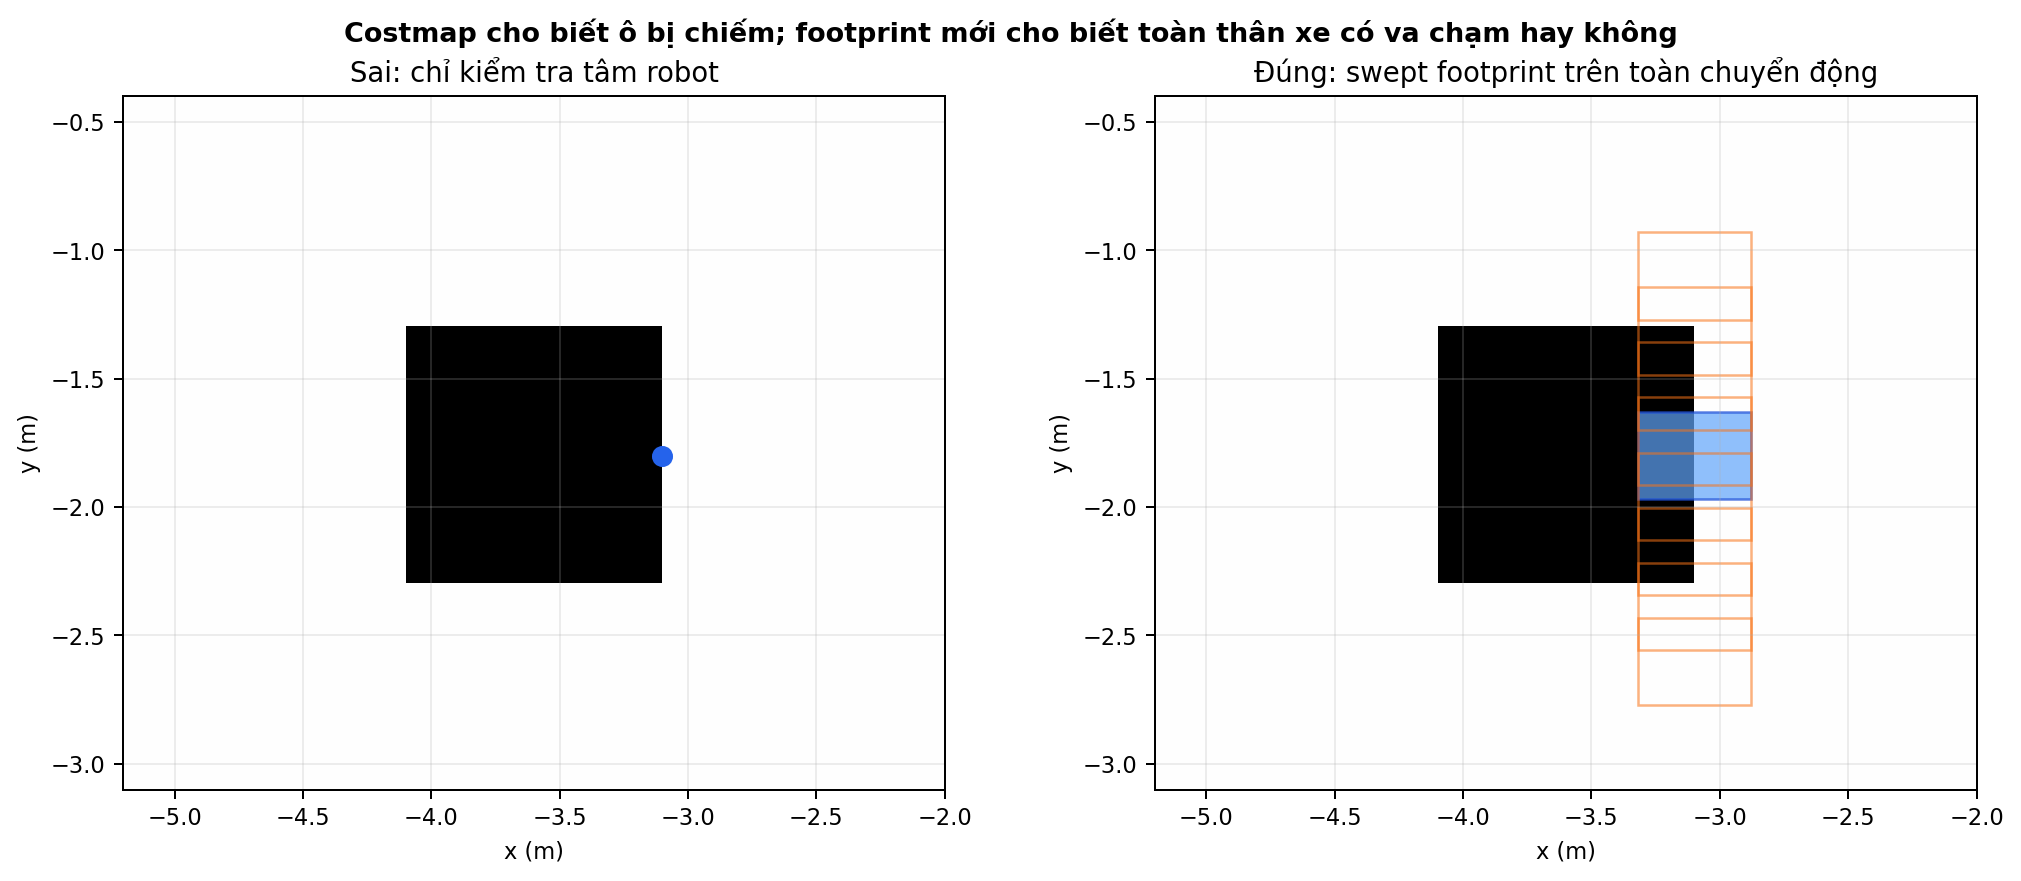 Costmap cho biết ô bị chiếm; footprint mới cho biết toàn thân xe có va chạm hay không
Sai: chỉ kiểm tra tâm robot
−0.5
−1.0
−1.5
−2.0
−2.5
−3.0
y (m)
−5.0 −4.5 −4.0 −3.5 −3.0 −2.5 −2.0
x (m)
Đúng: swept footprint trên toàn chuyển động
−0.5
−1.0
−1.5
−2.0
−2.5
−3.0
y (m)
−5.0 −4.5 −4.0 −3.5 −3.0 −2.5 −2.0
x (m)